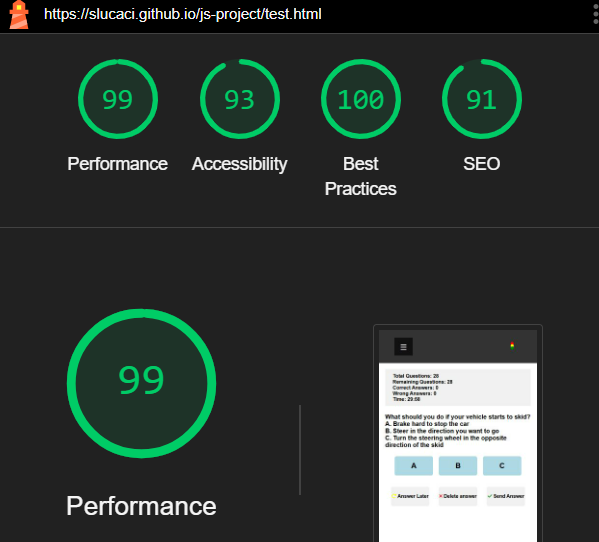 https://slucaci.github.io/js-project/test.html
99
93
100
91
Performance
Accessibility
Best
Practices
SEO
99
Performance
Total Questions: 28
Remaining Questions: 28
Correct Answers: 0
Wrong Answers: 0
Time: 29:59
What should you do if your vehicle starts to skid?
A. Brake hard to stop the car
B. Steer in the direction you want to go
C. Turn the steering wheel in the opposite
direction of the skid
A
B
C
Answer Later
Delete answer
Send Answer